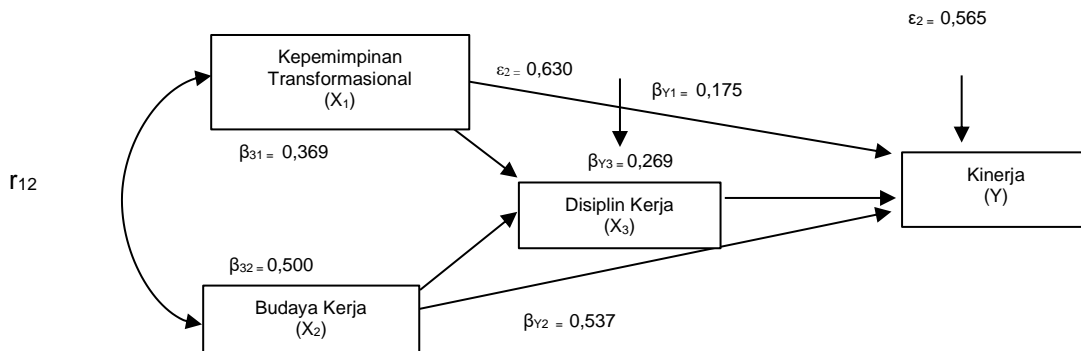 ε2 = 0,565
Kepemimpinan
Transformasional
(X1)
ε2 = 0,630
βY1 = 0,175
β31 = 0,369
βY3 = 0,269
r12
Disiplin Kerja
(X3)
Kinerja
(Y)
β32 = 0,500
Budaya Kerja
(X2)
βY2 = 0,537